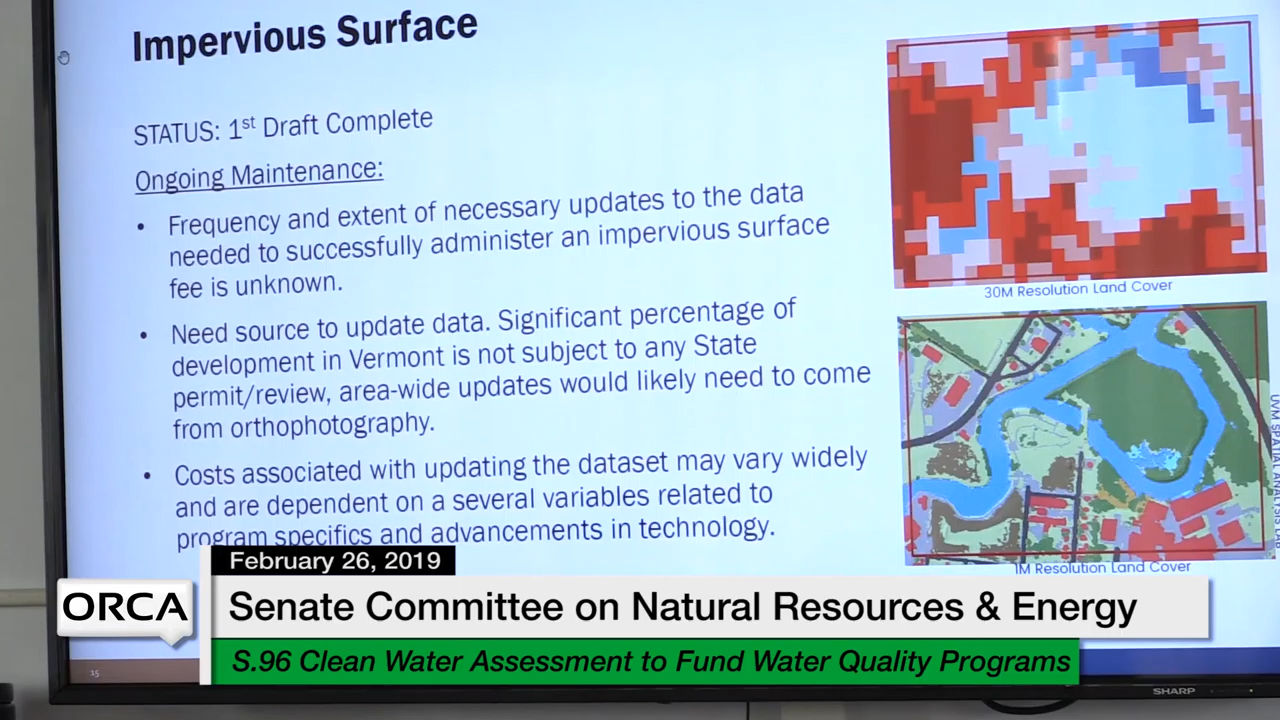 Impervious Surface
STATUS: 1st Draft Complete
Ongoing Maintenance:
• Frequency and extent of necessary updates to the data
needed to successfully administer an impervious surface
fee is unknown.
• Need source to update data. Significant percentage of
development in Vermont is not subject to any State
permit/review, area-wide updates would likely need to come
from orthophotography.
• Costs associated with updating the dataset may vary widely
and are dependent on a several variables related to
program specifics and advancements in technology.
30M Resolution Land Cover
1M Resolution Land Cover
UVM SPATIAL ANALYSIS LAB
February 26, 2019
ORCA
Senate Committee on Natural Resources & Energy
S.96 Clean Water Assessment to Fund Water Quality Programs
15
SHARP